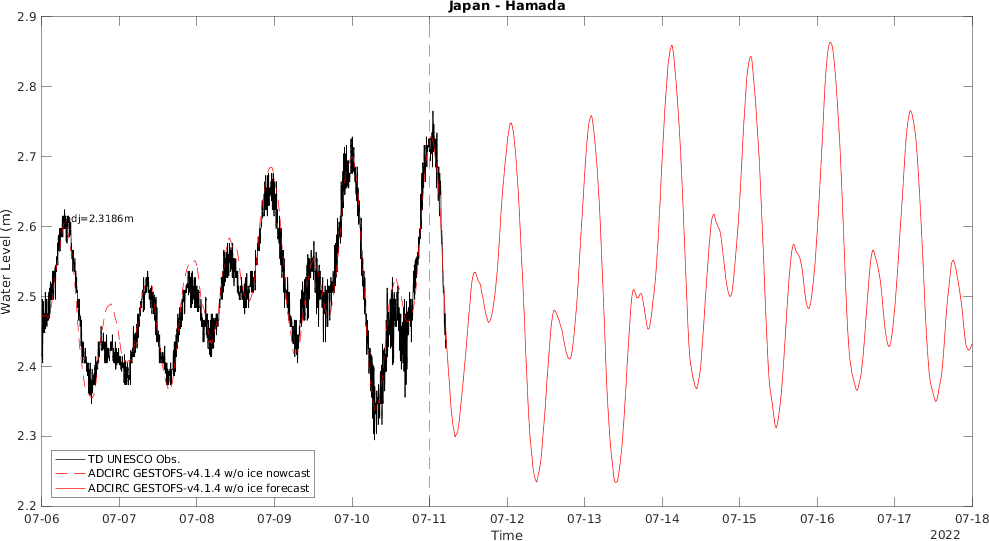 Japan - Hamada
2.9
2.8
2.7
2.6
2.5
2.4
2.3
2.2
Water Level (m)
dj=2.3186m
TD UNESCO Obs.
ADCIRC GESTOFS-v4.1.4 w/o ice nowcast
ADCIRC GESTOFS-v4.1.4 w/o ice forecast
07-06 07-07 07-08 07-09 07-10 07-11 07-12 07-13 07-14 07-15 07-16 07-17 07-18
Time
2022